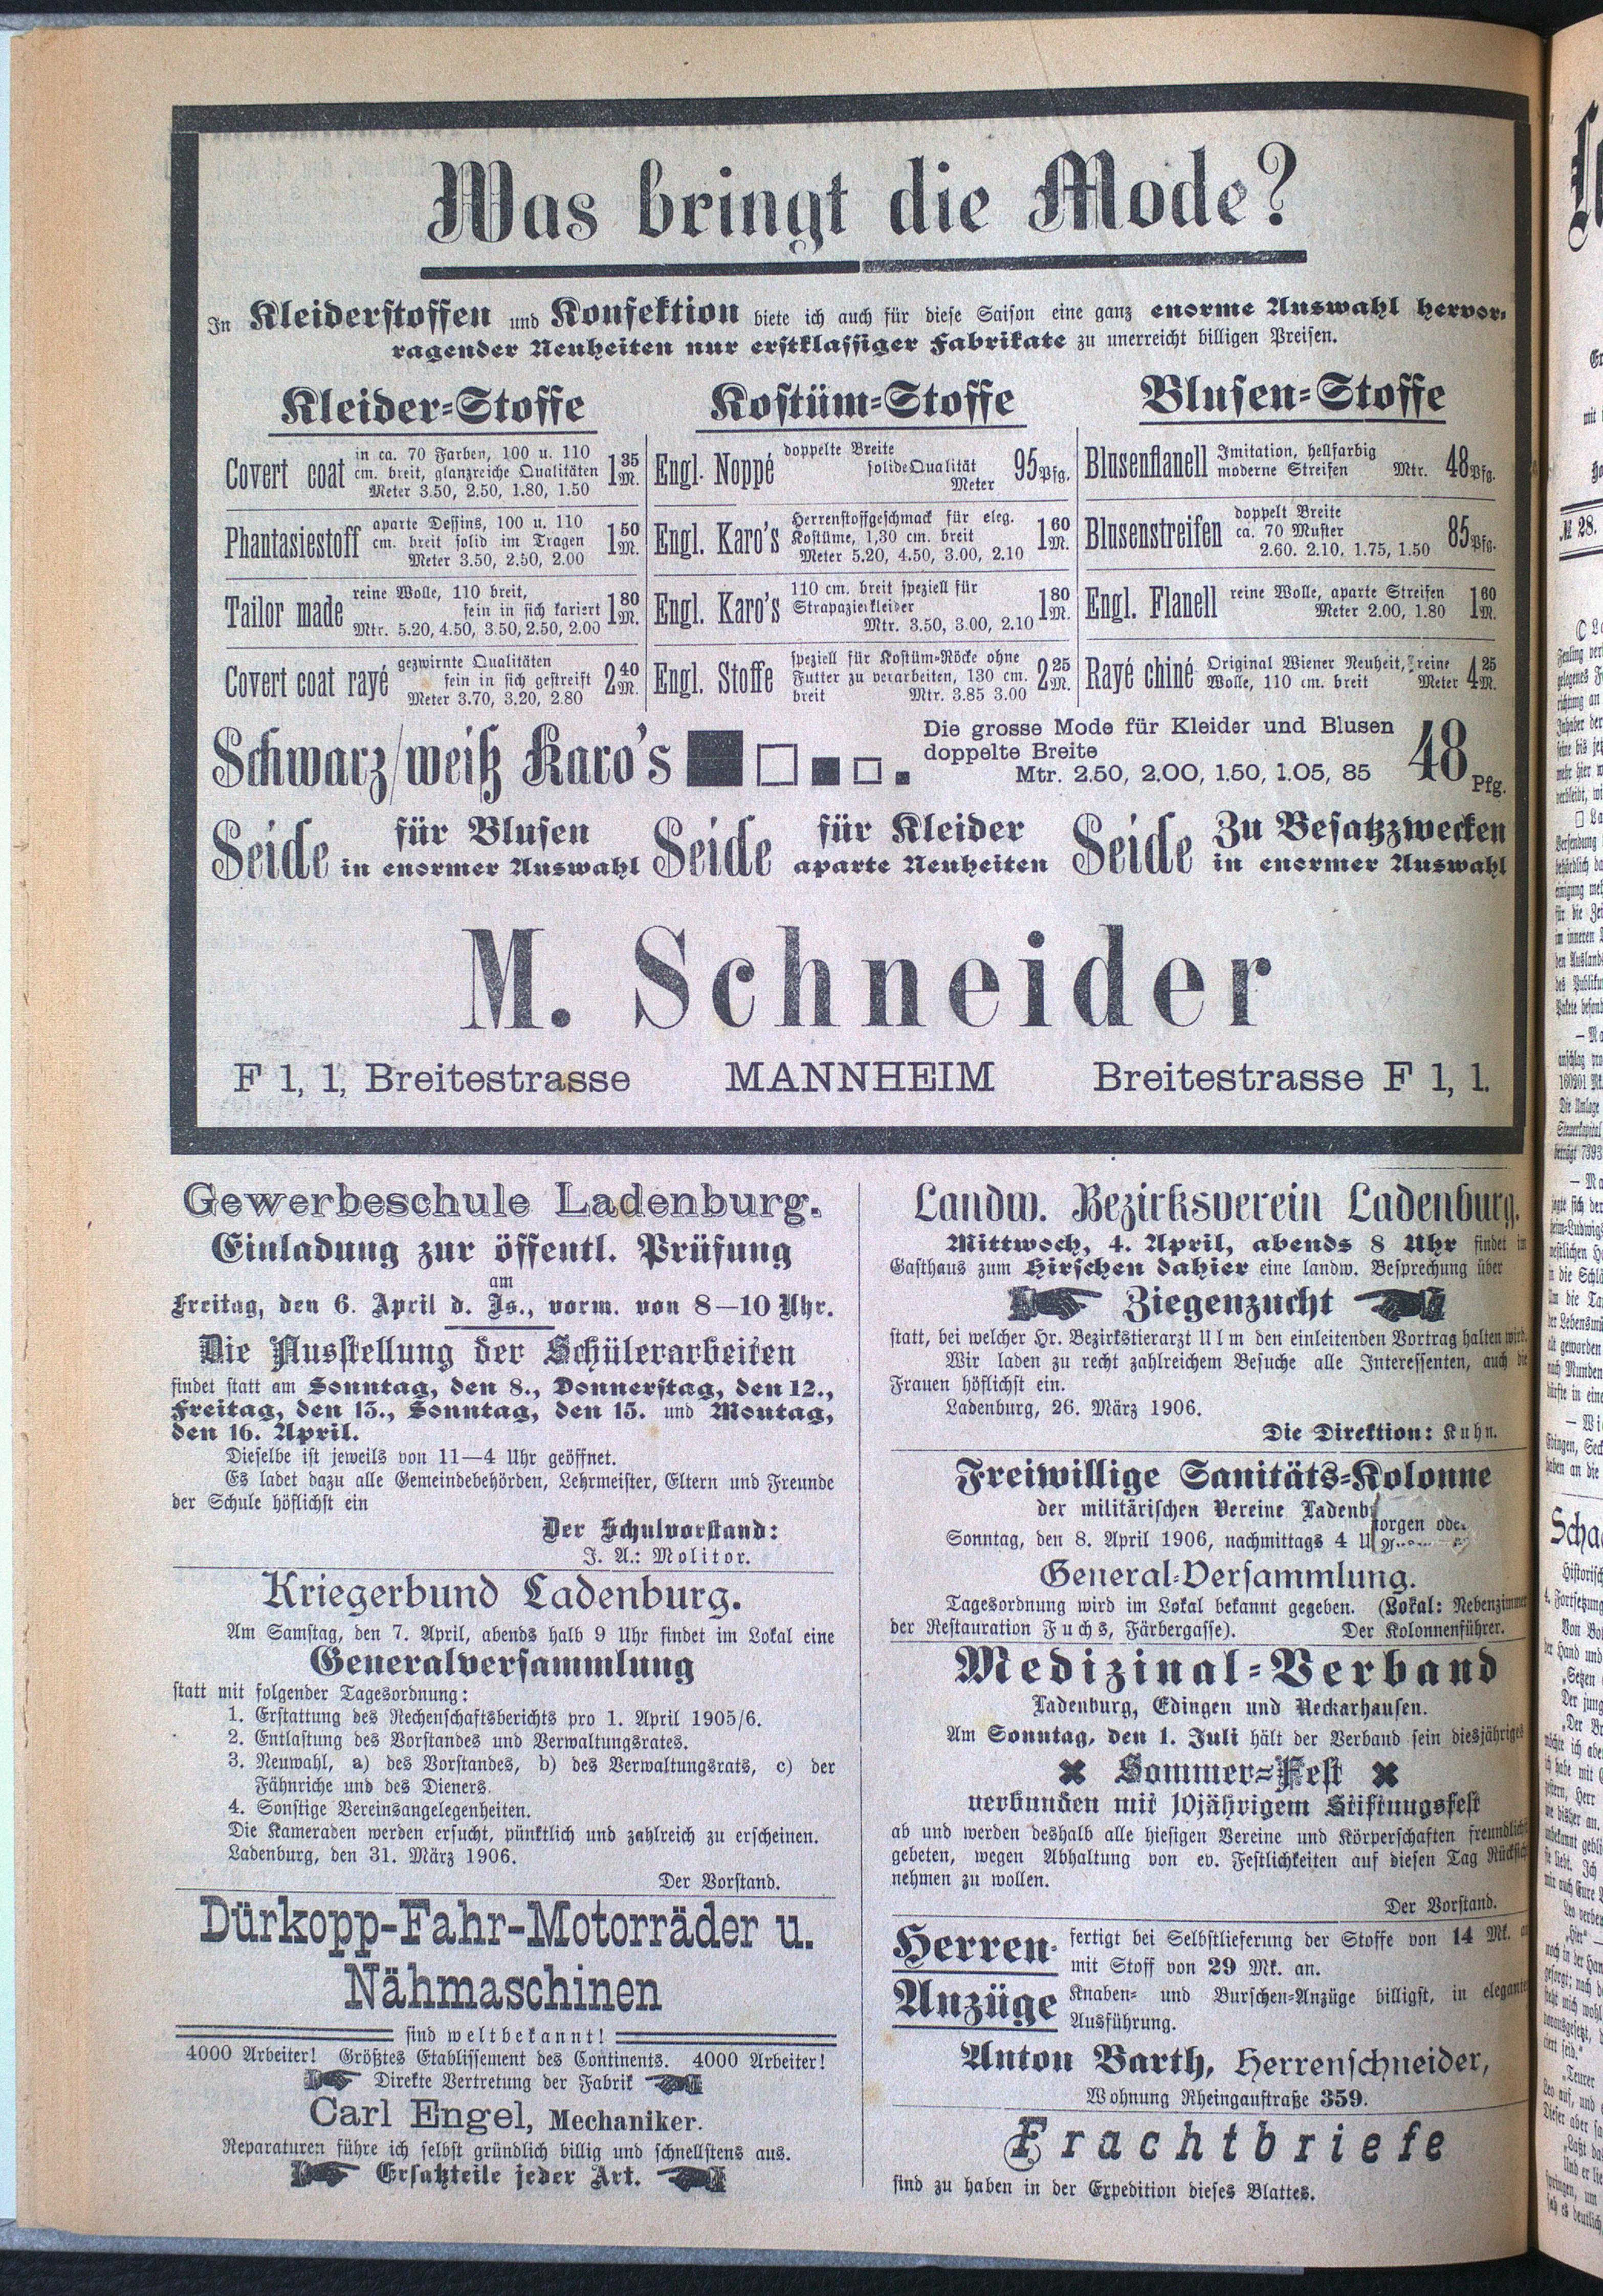 Was bringt die Mode?
In Kleiderstoffen und Konfektion biete ich auch für diese Saison eine ganz enorme Auswahl hervor-
ragender Neuheiten nur erstklassiger Fabrikate zu unerreicht billigen Preisen.
Kleider-Stoffe
Covert coat in ca. 70 Farben, 100 u. 110
cm. breit, glanzreiche Qualitäten
Meter 3.50, 2.50, 1.80, 1.50
1 35 M.
Phantasiestoff aparte Dessins, 100 u. 110
cm. breit solid im Tragen
Meter 3.50, 2.50, 2.00
1 50 M.
Tailor made reine Wolle, 110 breit,
fein in sich kariert
Mtr. 5.20, 4.50, 3.50, 2.50, 2.00
1 80 M.
Covert coat rayé gezwirnte Qualitäten
fein in sich gestreift
Meter 3.70, 3.20, 2.80
2 40 M.
Kostüm-Stoffe
Engl. Noppé doppelte Breite
solide Qualität
Meter
95 Pfg.
Engl. Karo's Herrenstoffgeschmack für eleg.
Kostüme, 1,30 cm. breit
Meter 5.20, 4.50, 3.00, 2.10
1 60 M.
Engl. Karo's 110 cm. breit speziell für
Strapazierkleider
Mtr. 3.50, 3.00, 2.10
1 80 M.
Engl. Stoffe speziell für Kostüm-Röcke ohne
Futter zu verarbeiten, 130 cm.
breit Mtr. 3.85 3.00
2 25 M.
Blusen-Stoffe
Blusenflanell Imitation, hellfarbig
moderne Streifen Mtr. 48 Pfg.
Blusenstreifen doppelt Breite
ca. 70 Muster
2.60. 2.10, 1.75, 1.50
85 Pfg.
Engl. Flanell reine Wolle, aparte Streifen
Meter 2.00, 1.80
1 60 M.
Rayé chiné Original Wiener Neuheit, reine
Wolle, 110 cm. breit Meter
4 25 M.
Schwarz/weiß Karo's
Die grosse Mode für Kleider und Blusen
doppelte Breite
Mtr. 2.50, 2.00, 1.50, 1.05, 85
48 Pfg.
Seide für Blusen
in enormer Auswahl
Seide für Kleider
aparte Neuheiten
Seide Zu Besatzzwecken
in enormer Auswahl
M. Schneider
F 1, 1, Breitestrasse MANNHEIM Breitestrasse F 1, 1.
Gewerbeschule Ladenburg.
Einladung zur öffentl. Prüfung
am
Freitag, den 6. April d. Js., vorm. von 8—10 Uhr.
Die Ausstellung der Schülerarbeiten
findet statt am Sonntag, den 8., Donnerstag, den 12.,
Freitag, den 13., Sonntag, den 15. und Montag,
den 16. April.
Dieselbe ist jeweils von 11—4 Uhr geöffnet.
Es ladet dazu alle Gemeindebehörden, Lehrmeister, Eltern und Freunde
der Schule höflichst ein
Der Schulvorstand:
J. A.: Molitor.
Kriegerbund Ladenburg.
Am Samstag, den 7. April, abends halb 9 Uhr findet im Lokal eine
Generalversammlung
statt mit folgender Tagesordnung:
1. Erstattung des Rechenschaftsberichts pro 1. April 1905/6.
2. Entlastung des Vorstandes und Verwaltungsrates.
3. Neuwahl, a) des Vorstandes, b) des Verwaltungsrats, c) der
Fähnriche und des Dieners.
4. Sonstige Vereinsangelegenheiten.
Die Kameraden werden ersucht, pünktlich und zahlreich zu erscheinen.
Ladenburg, den 31. März 1906.
Der Vorstand.
Dürkopp-Fahr-Motorräder u.
Nähmaschinen
sind weltbekannt!
4000 Arbeiter! Größtes Etablissement des Continents. 4000 Arbeiter!
Direkte Vertretung der Fabrik
Carl Engel, Mechaniker.
Reparaturen führe ich selbst gründlich billig und schnellstens aus.
Ersatzteile jeder Art.
Landw. Bezirksverein Ladenburg.
Mittwoch, 4. April, abends 8 Uhr findet im
Gasthaus zum Hirschen dahier eine landw. Besprechung über
Ziegenzucht
statt, bei welcher Hr. Bezirkstierarzt Ulm den einleitenden Vortrag halten wird.
Wir laden zu recht zahlreichem Besuche alle Interessenten, auch die
Frauen höflichst ein.
Ladenburg, 26. März 1906.
Die Direktion: Kuhn.
Freiwillige Sanitäts-Kolonne
der militärischen Vereine Ladenb
Sonntag, den 8. April 1906, nachmittags 4 U
General-Versammlung.
Tagesordnung wird im Lokal bekannt gegeben. (Lokal: Nebenzimmer
der Restauration Fuchs, Färbergasse). Der Kolonnenführer.
Medizinal-Verband
Ladenburg, Edingen und Neckarhausen.
Am Sonntag, den 1. Juli hält der Verband sein diesjähriges
Sommer-Fest
verbunden mit 10jährigem Stiftungsfest
ab und werden deshalb alle hiesigen Vereine und Körperschaften freundlichst
gebeten, wegen Abhaltung von ev. Festlichkeiten auf diesen Tag Rücksicht
nehmen zu wollen.
Der Vorstand.
Herren-
Anzüge
fertigt bei Selbstlieferung der Stoffe von 14 Mk. an
mit Stoff von 29 Mk. an.
Knaben- und Burschen-Anzüge billigst, in eleganter
Ausführung.
Anton Barth, Herrenschneider,
Wohnung Rheingaustraße 359.
Frachtbriefe
sind zu haben in der Expedition dieses Blattes.
№ 28.